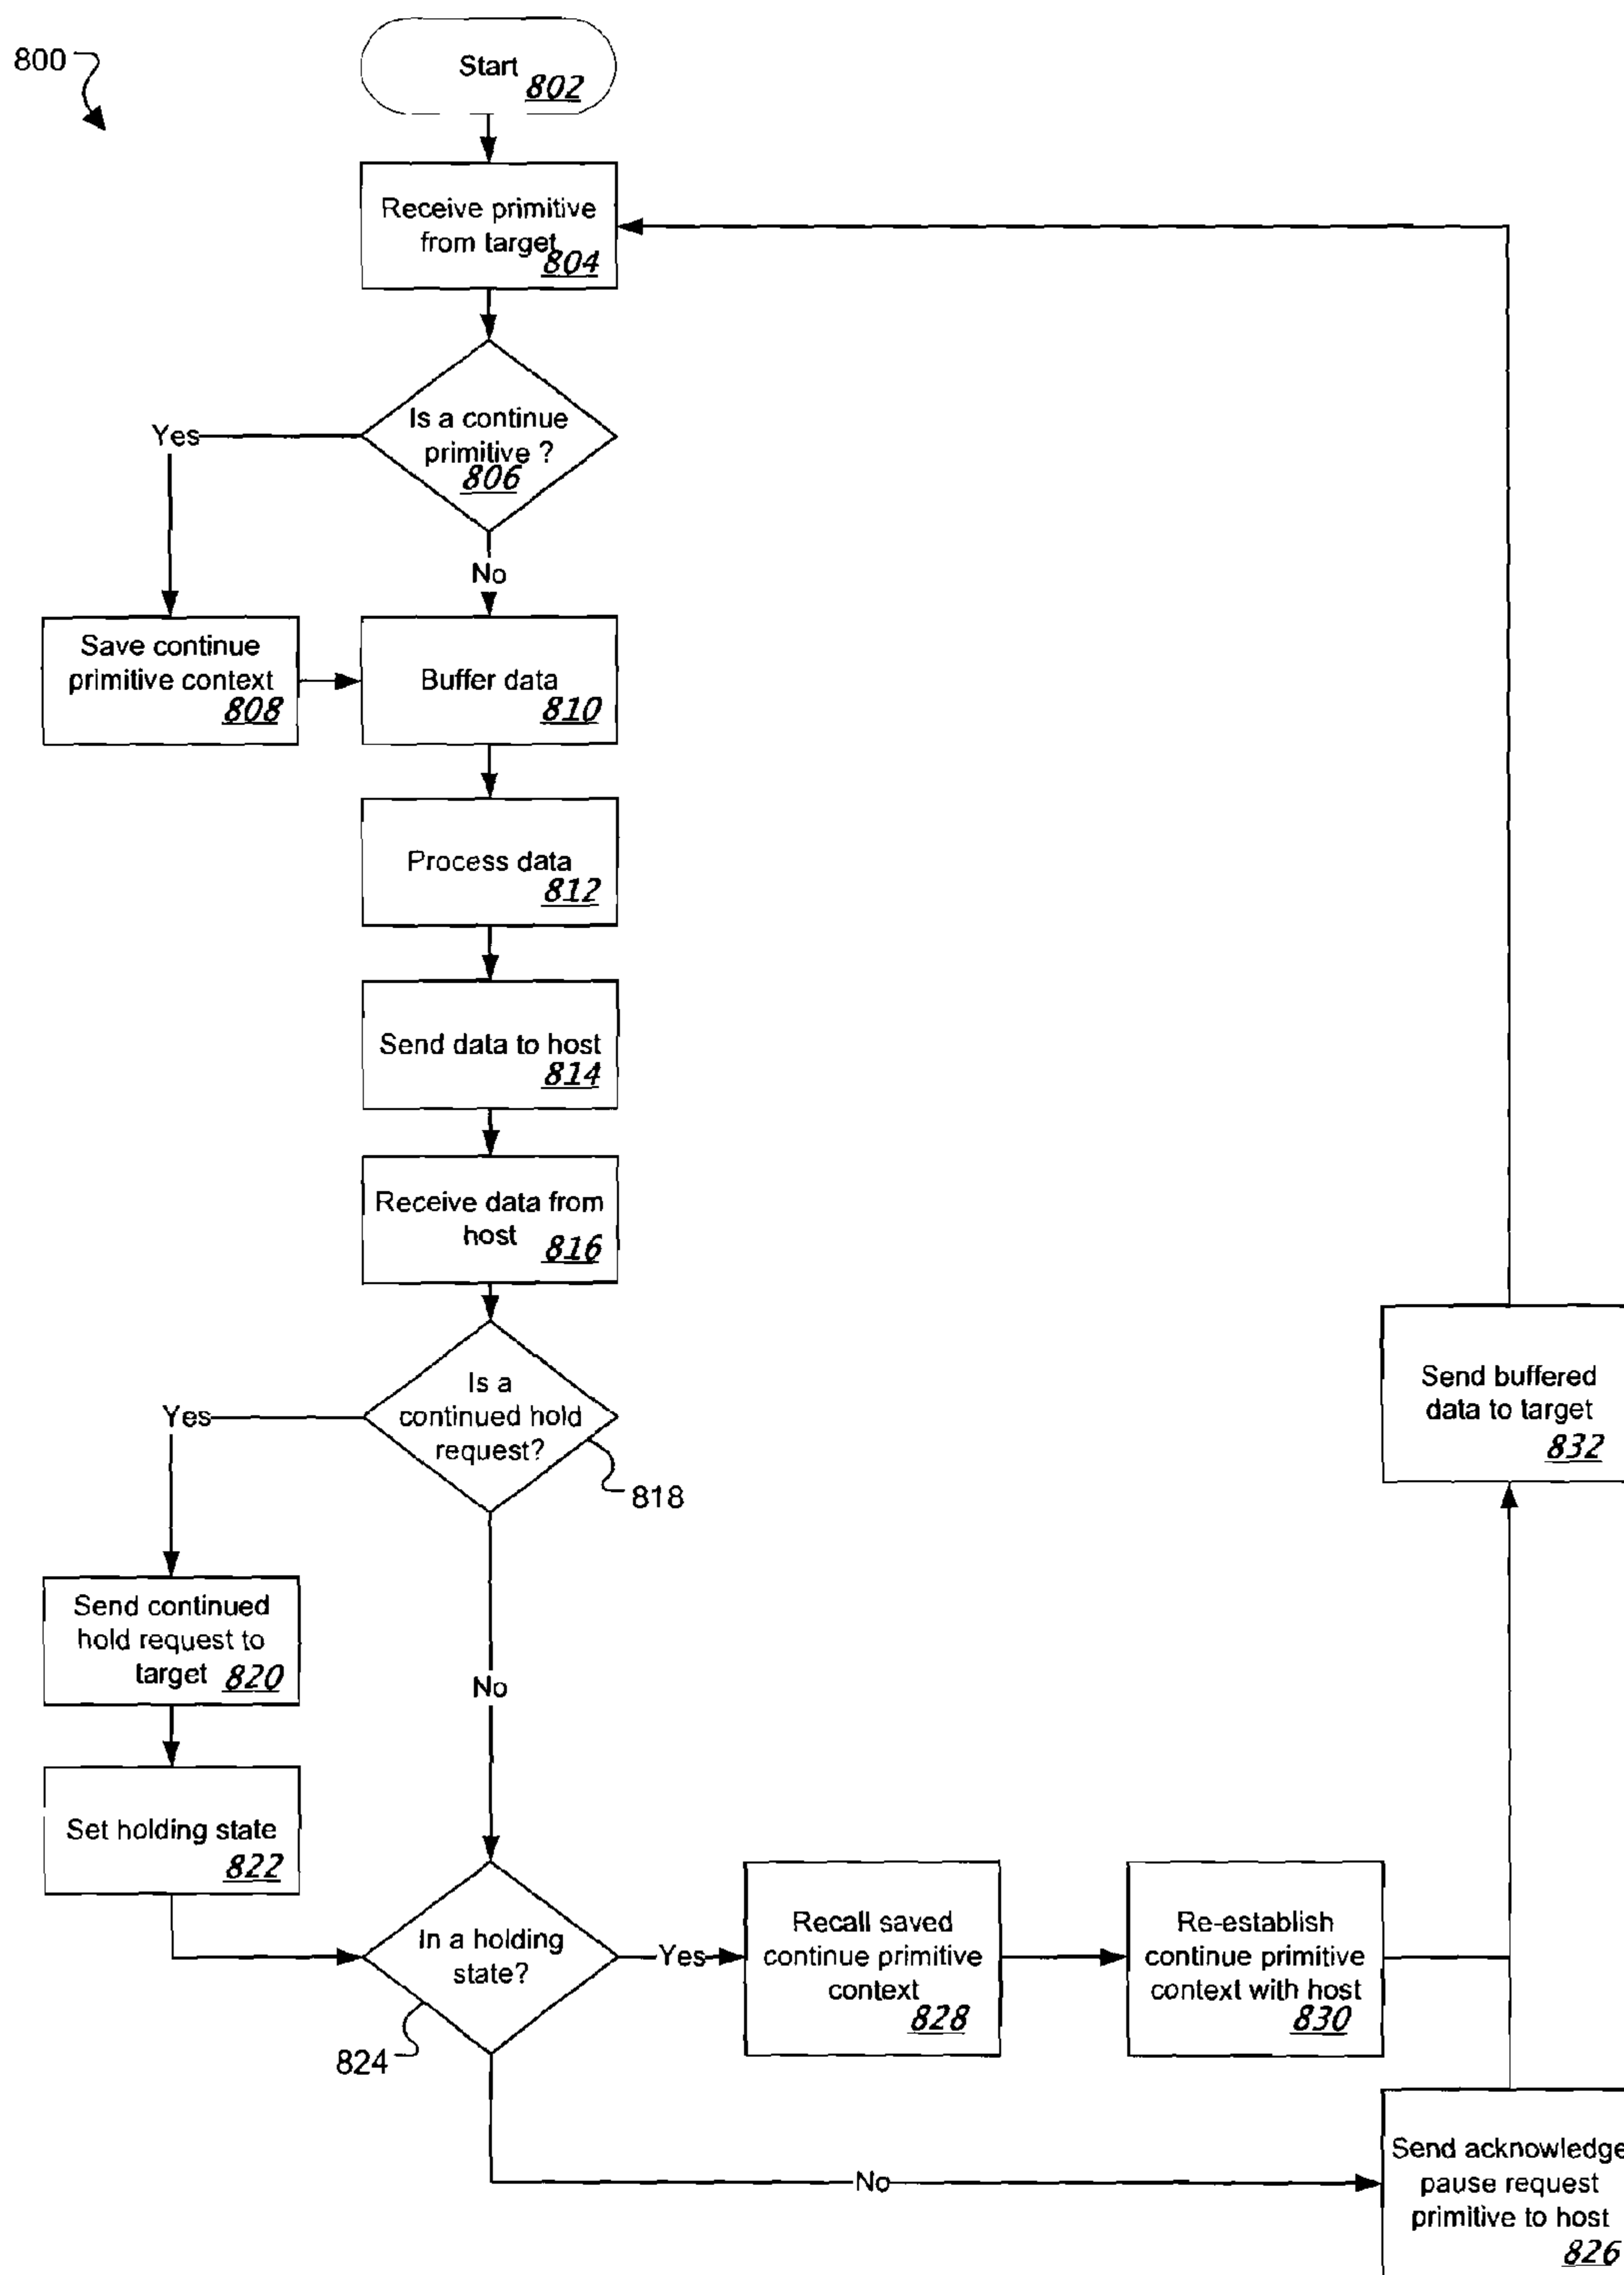 800
Start
802
Receive primitive
from target
804
Is a continue
primitive ?
806
Yes
No
Save continue
primitive context
808
Buffer data
810
Process data
812
Send data to host
814
Receive data from
host 816
Is a
continued hold
request?
818
Yes
No
Send continued
hold request to
target 820
Set holding state
822
In a holding
state?
824
Yes
Recall saved
continue primitive
context
828
Re-establish
continue primitive
context with host
830
Send buffered
data to target
832
No
Send acknowledge
pause request
primitive to host
826